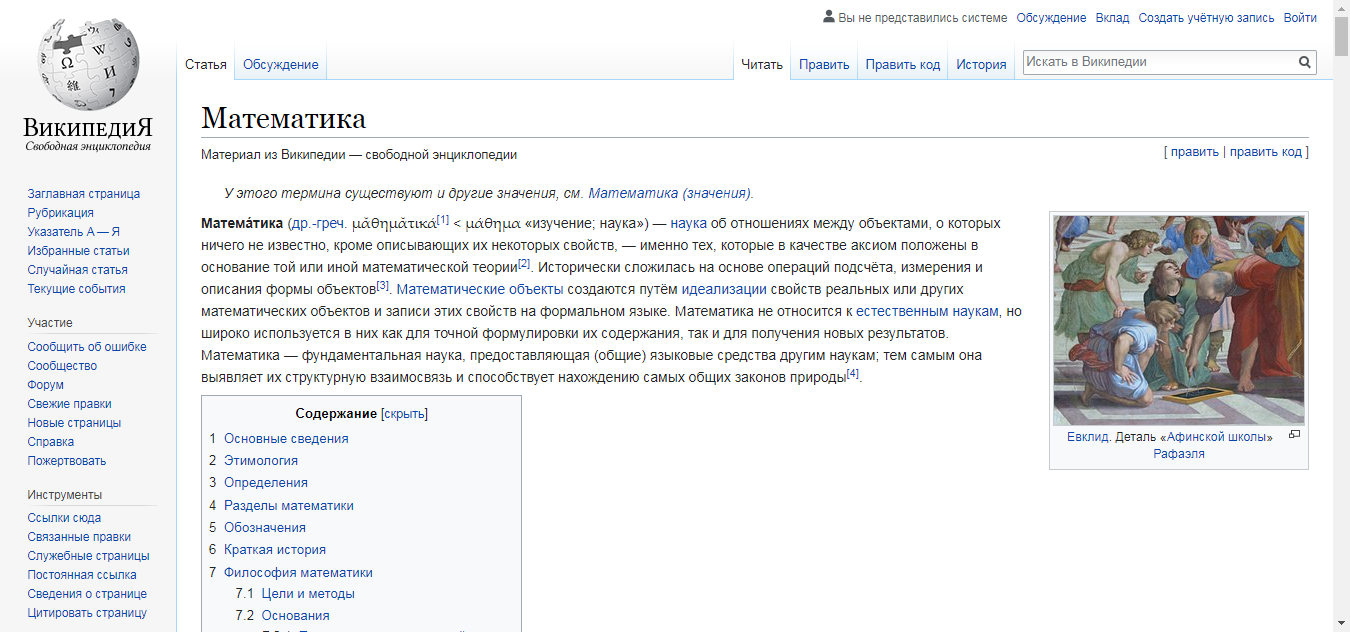 Вы не представились системе Обсуждение Вклад Создать учётную запись Войти
Статья Обсуждение Читать Править Править код История Искать в Википедии
ВикипедиЯ
Свободная энциклопедия
Заглавная страница
Рубрикация
Указатель А — Я
Избранные статьи
Случайная статья
Текущие события
Участие
Сообщить об ошибке
Сообщество
Форум
Свежие правки
Новые страницы
Справка
Пожертвовать
Инструменты
Ссылки сюда
Связанные правки
Служебные страницы
Постоянная ссылка
Сведения о странице
Цитировать страницу
Математика
Материал из Википедии — свободной энциклопедии
[ править | править код ]
У этого термина существуют и другие значения, см. Математика (значения).
Матема́тика (др.-греч. μᾰθημᾰτικά[1] < μάθημα «изучение; наука») — наука об отношениях между объектами, о которых
ничего не известно, кроме описывающих их некоторых свойств, — именно тех, которые в качестве аксиом положены в
основание той или иной математической теории[2]. Исторически сложилась на основе операций подсчёта, измерения и
описания формы объектов[3]. Математические объекты создаются путём идеализации свойств реальных или других
математических объектов и записи этих свойств на формальном языке. Математика не относится к естественным наукам, но
широко используется в них как для точной формулировки их содержания, так и для получения новых результатов.
Математика — фундаментальная наука, предоставляющая (общие) языковые средства другим наукам; тем самым она
выявляет их структурную взаимосвязь и способствует нахождению самых общих законов природы[4].
Евклид. Деталь «Афинской школы»
Рафаэля
Содержание [скрыть]
1 Основные сведения
2 Этимология
3 Определения
4 Разделы математики
5 Обозначения
6 Краткая история
7 Философия математики
7.1 Цели и методы
7.2 Основания